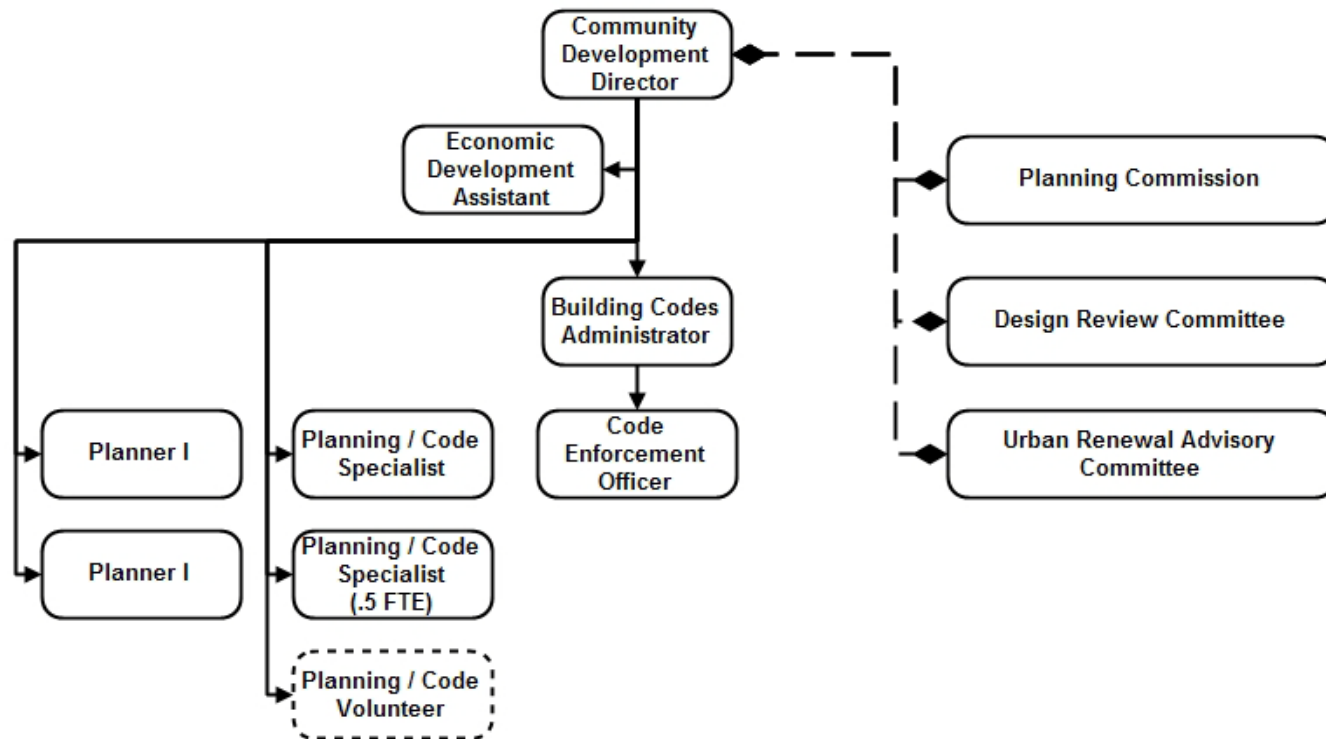 Community
Development
Director
Economic
Development
Assistant
Planning Commission
Building Codes
Administrator
Design Review Committee
Planner I
Planning / Code
Specialist
Code
Enforcement
Officer
Urban Renewal Advisory
Committee
Planner I
Planning / Code
Specialist
(.5 FTE)
Planning / Code
Volunteer